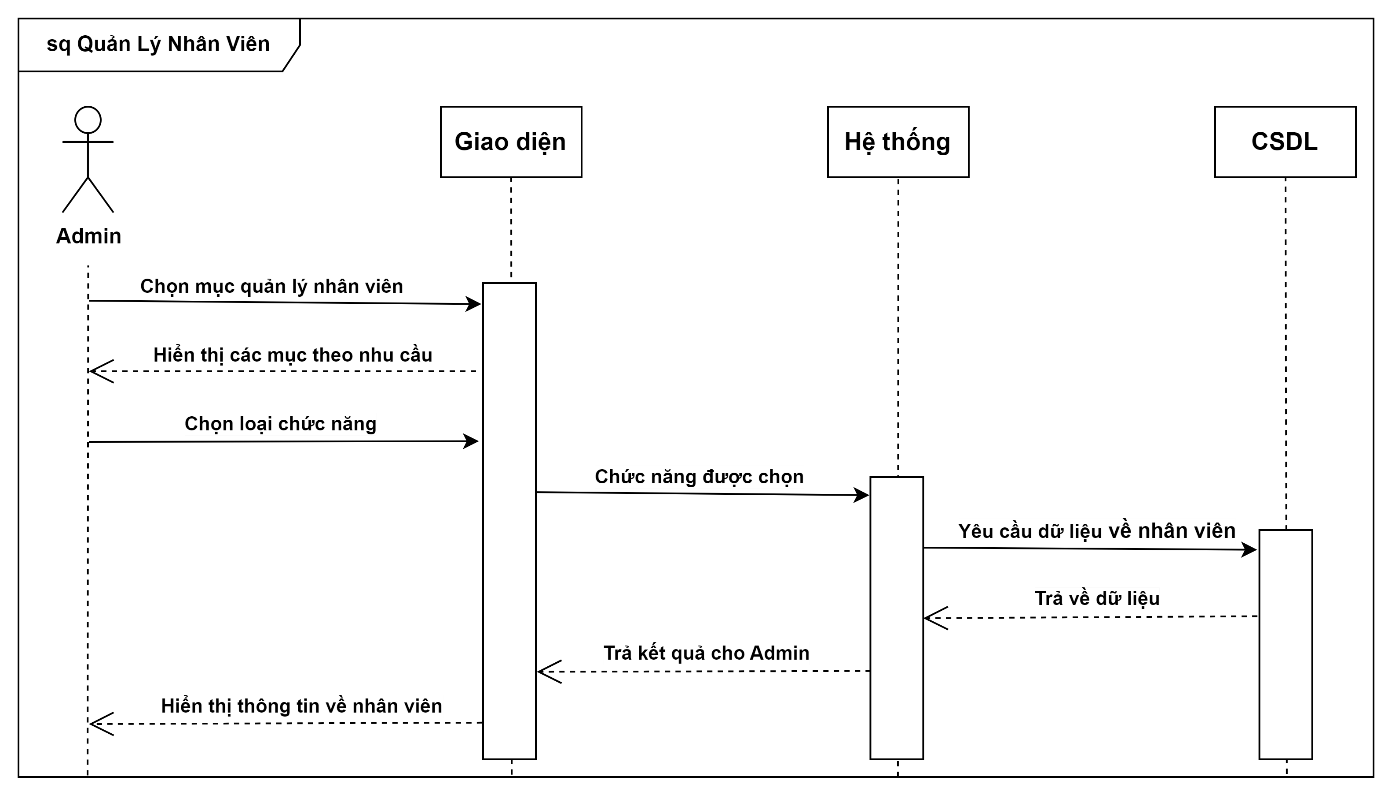 sq Quản Lý Nhân Viên
Giao diện
Hệ thống
CSDL
Admin
Chọn mục quản lý nhân viên
Hiển thị các mục theo nhu cầu
Chọn loại chức năng
Chức năng được chọn
Yêu cầu dữ liệu về nhân viên
Trả về dữ liệu
Trả kết quả cho Admin
Hiển thị thông tin về nhân viên